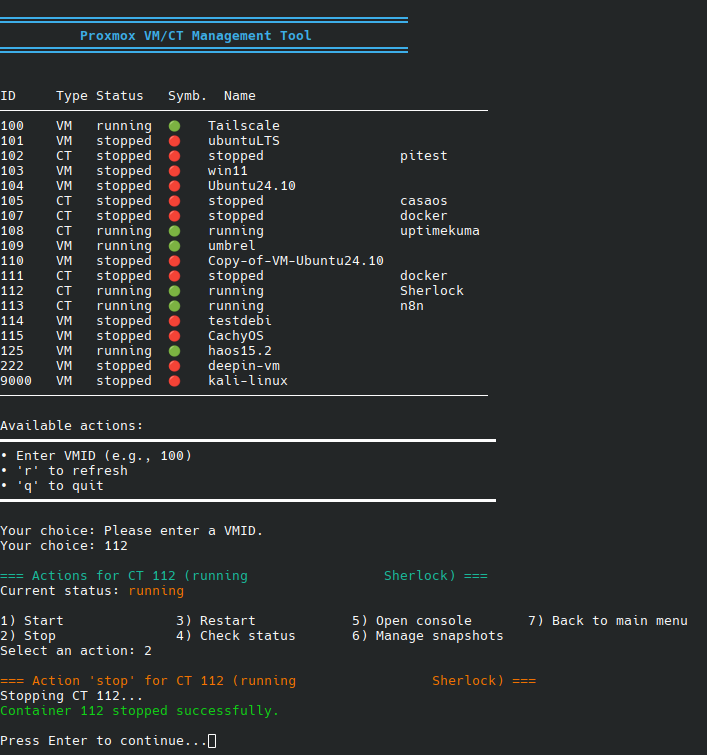 Proxmox VM/CT Management Tool
ID     Type Status   Symb.  Name
100    VM   running  🟢   Tailscale
101    VM   stopped  🔴   ubuntuLTS
102    CT   stopped  🔴   stopped                 pitest
103    VM   stopped  🔴   win11
104    VM   stopped  🔴   Ubuntu24.10
105    CT   stopped  🔴   stopped                 casaos
107    CT   stopped  🔴   stopped                 docker
108    CT   running  🟢   running                 uptimekuma
109    VM   running  🟢   umbrel
110    VM   stopped  🔴   Copy-of-VM-Ubuntu24.10
111    CT   stopped  🔴   stopped                 docker
112    CT   running  🟢   running                 Sherlock
113    CT   running  🟢   running                 n8n
114    VM   stopped  🔴   testdebi
115    VM   stopped  🔴   CachyOS
125    VM   running  🟢   haos15.2
222    VM   stopped  🔴   deepin-vm
9000   VM   stopped  🔴   kali-linux
Available actions:
• Enter VMID (e.g., 100)
• 'r' to refresh
• 'q' to quit
Your choice: Please enter a VMID.
Your choice: 112
=== Actions for CT 112 (running                 Sherlock) ===
Current status: running
1) Start              3) Restart            5) Open console       7) Back to main menu
2) Stop               4) Check status       6) Manage snapshots
Select an action: 2
=== Action 'stop' for CT 112 (running                 Sherlock) ===
Stopping CT 112...
Container 112 stopped successfully.
Press Enter to continue...